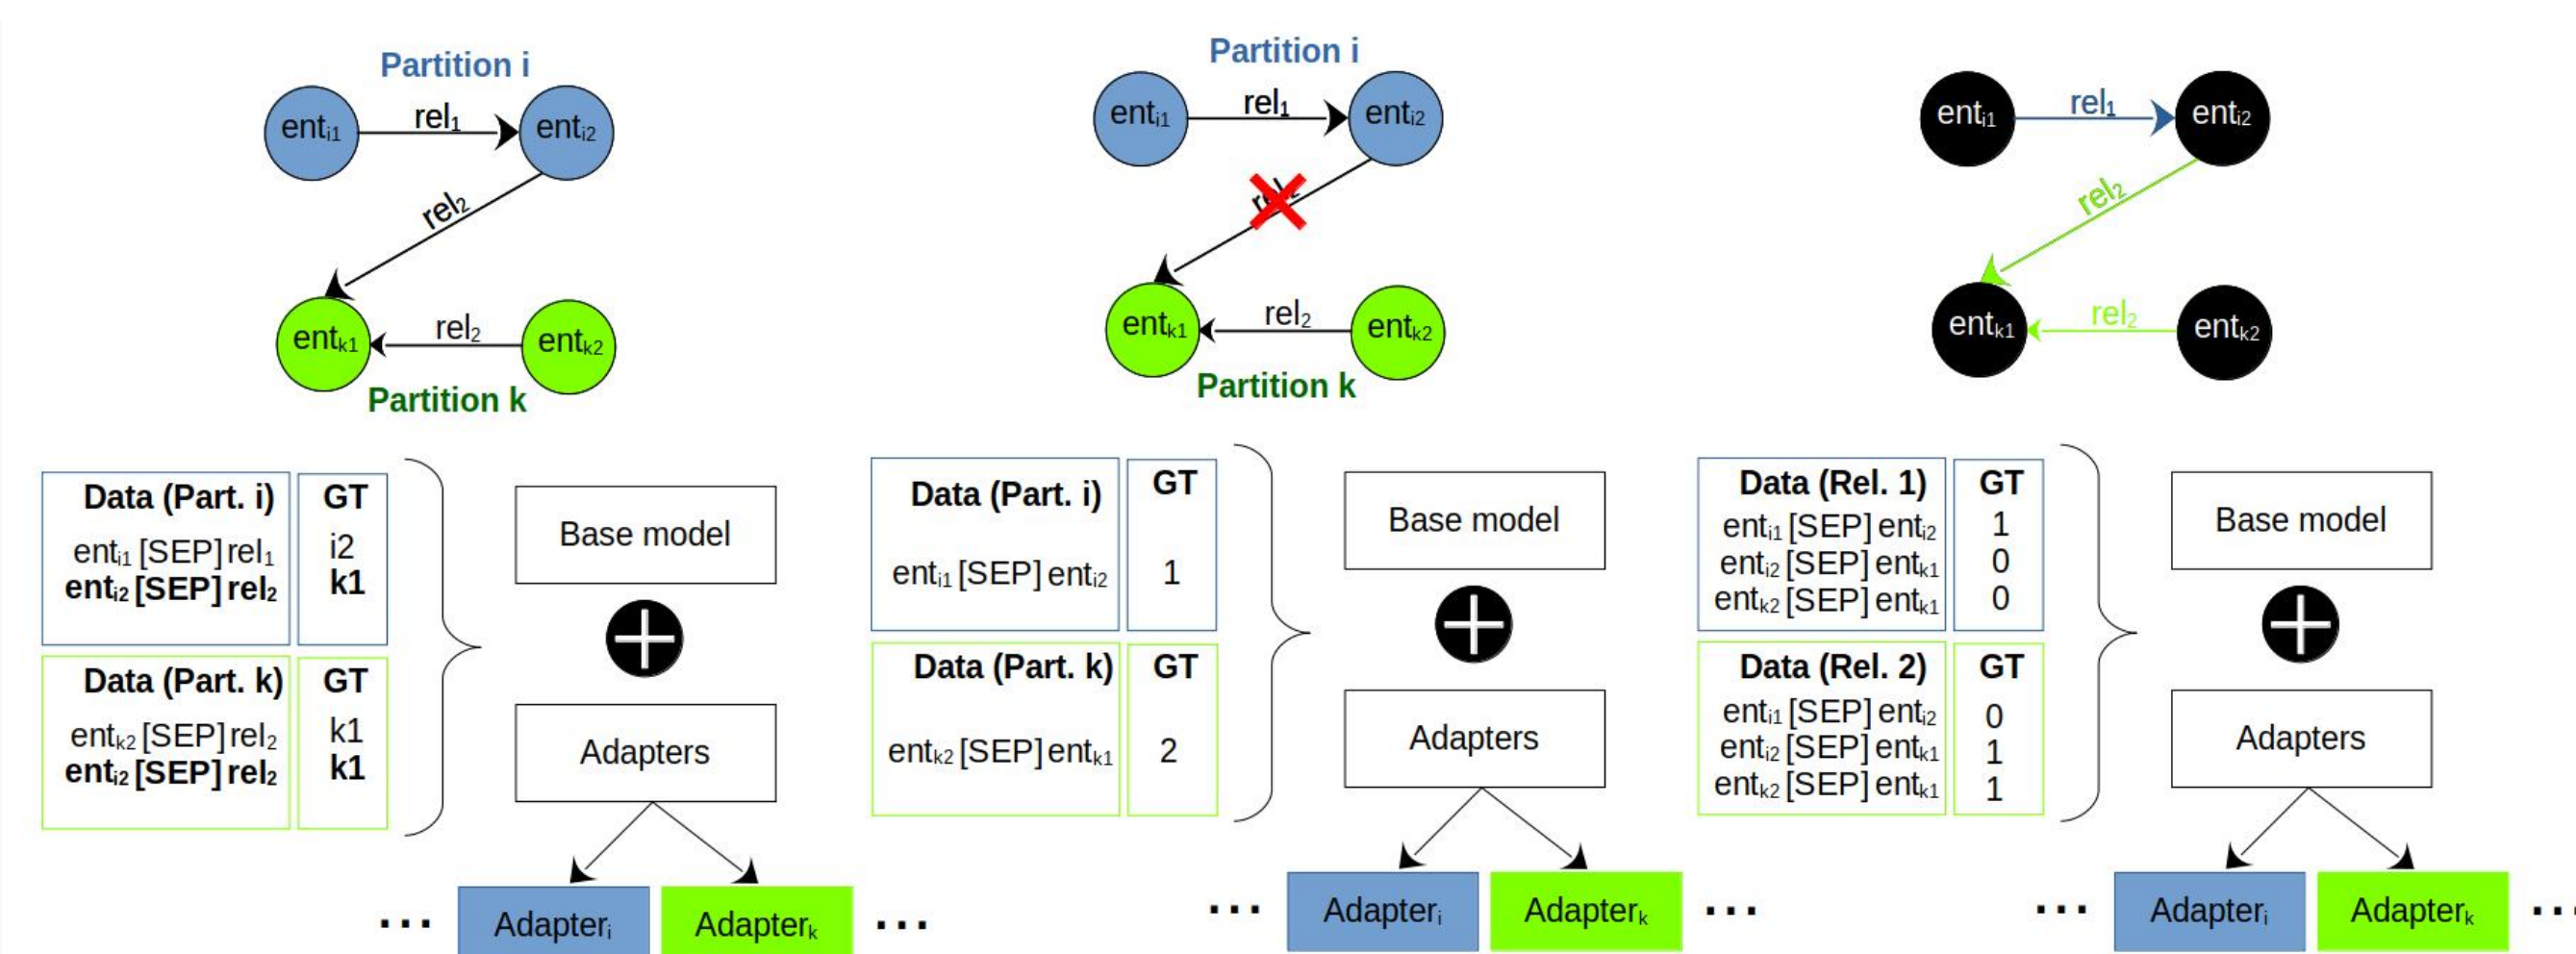 Partition i
ent_i1 rel_1 ent_i2
rel_2
ent_k1 rel_2 ent_k2
Partition k
Data (Part. i) GT
ent_i1 [SEP] rel_1 i2
ent_i2 [SEP] rel_2 k1
Data (Part. k) GT
ent_k2 [SEP] rel_2 k1
ent_i2 [SEP] rel_2 k1
Base model
Adapters
... Adapter_i Adapter_k ...
Partition i
ent_i1 rel_1 ent_i2
rel_2
ent_k1 rel_2 ent_k2
Partition k
Data (Part. i) GT
ent_i1 [SEP] ent_i2 1
Data (Part. k) GT
ent_k2 [SEP] ent_k1 2
Base model
Adapters
... Adapter_i Adapter_k ...
ent_i1 rel_1 ent_i2
rel_2
ent_k1 rel_2 ent_k2
Data (Rel. 1) GT
ent_i1 [SEP] ent_i2 1
ent_i2 [SEP] ent_k1 0
ent_k2 [SEP] ent_k1 0
Data (Rel. 2) GT
ent_i1 [SEP] ent_i2 0
ent_i2 [SEP] ent_k1 1
ent_k2 [SEP] ent_k1 1
Base model
Adapters
... Adapter_i Adapter_k ...